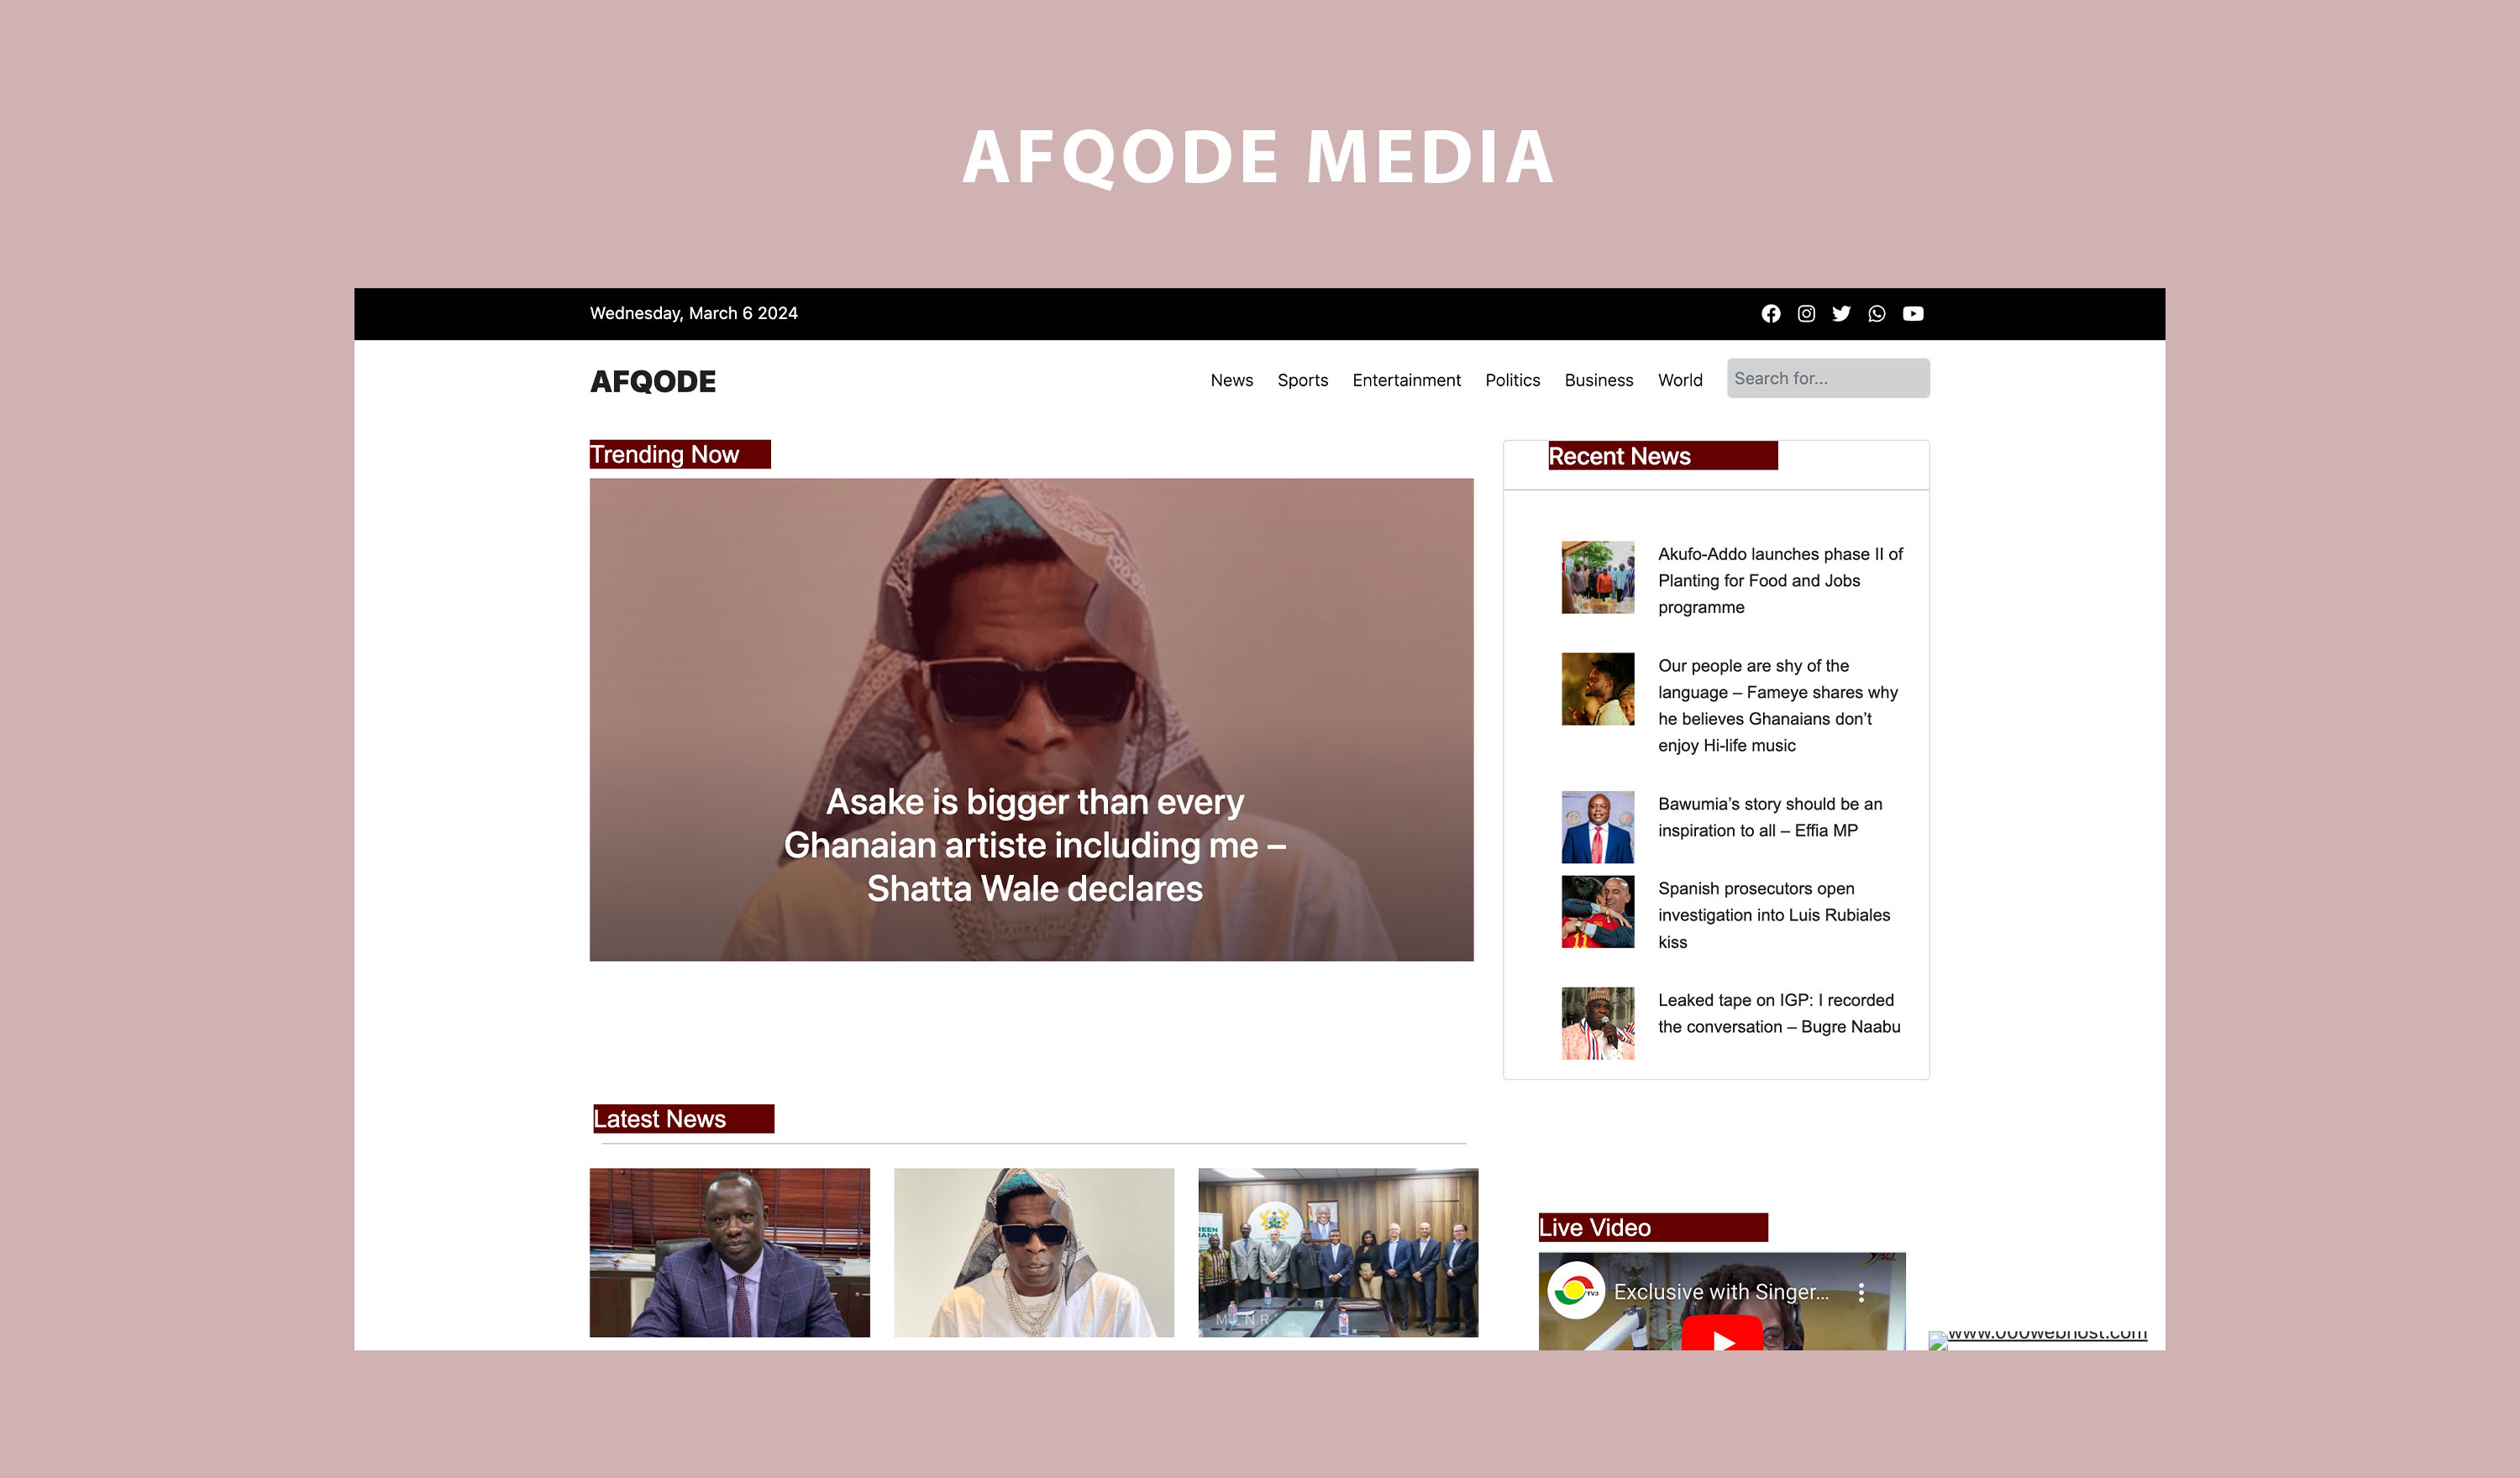 AFQODE MEDIA
Wednesday, March 6 2024
AFQODE
News Sports Entertainment Politics Business World Search for...
Trending Now
Asake is bigger than every
Ghanaian artiste including me –
Shatta Wale declares
Recent News
Akufo-Addo launches phase II of
Planting for Food and Jobs
programme
Our people are shy of the
language – Fameye shares why
he believes Ghanaians don’t
enjoy Hi-life music
Bawumia’s story should be an
inspiration to all – Effia MP
Spanish prosecutors open
investigation into Luis Rubiales
kiss
11
Leaked tape on IGP: I recorded
the conversation – Bugre Naabu
Latest News
MLNR
Live Video
TV3
Exclusive with Singer...
www.000webhost.com